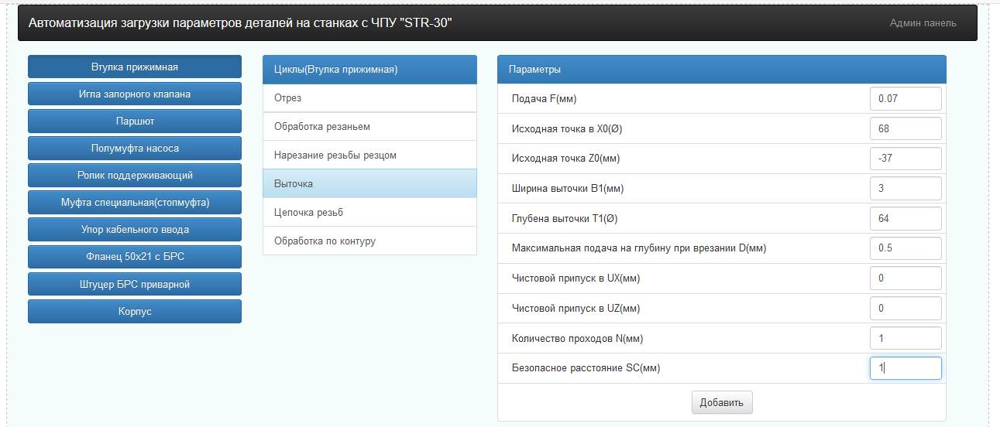 Автоматизация загрузки параметров деталей на станках с ЧПУ "STR-30"
Админ панель
Втулка прижимная
Игла запорного клапана
Паршют
Полумуфта насоса
Ролик поддерживающий
Муфта специальная(стопмуфта)
Упор кабельного ввода
Фланец 50x21 с БРС
Штуцер БРС приварной
Корпус
Циклы(Втулка прижимная)
Отрез
Обработка резаньем
Нарезание резьбы резцом
Выточка
Цепочка резьб
Обработка по контуру
Параметры
Подача F(мм) 0.07
Исходная точка в X0(Ø) 68
Исходная точка Z0(мм) -37
Ширина выточки B1(мм) 3
Глубена выточки T1(Ø) 64
Максимальная подача на глубину при врезании D(мм) 0.5
Чистовой припуск в UX(мм) 0
Чистовой припуск в UZ(мм) 0
Количество проходов N(мм) 1
Безопасное расстояние SC(мм) 1
Добавить